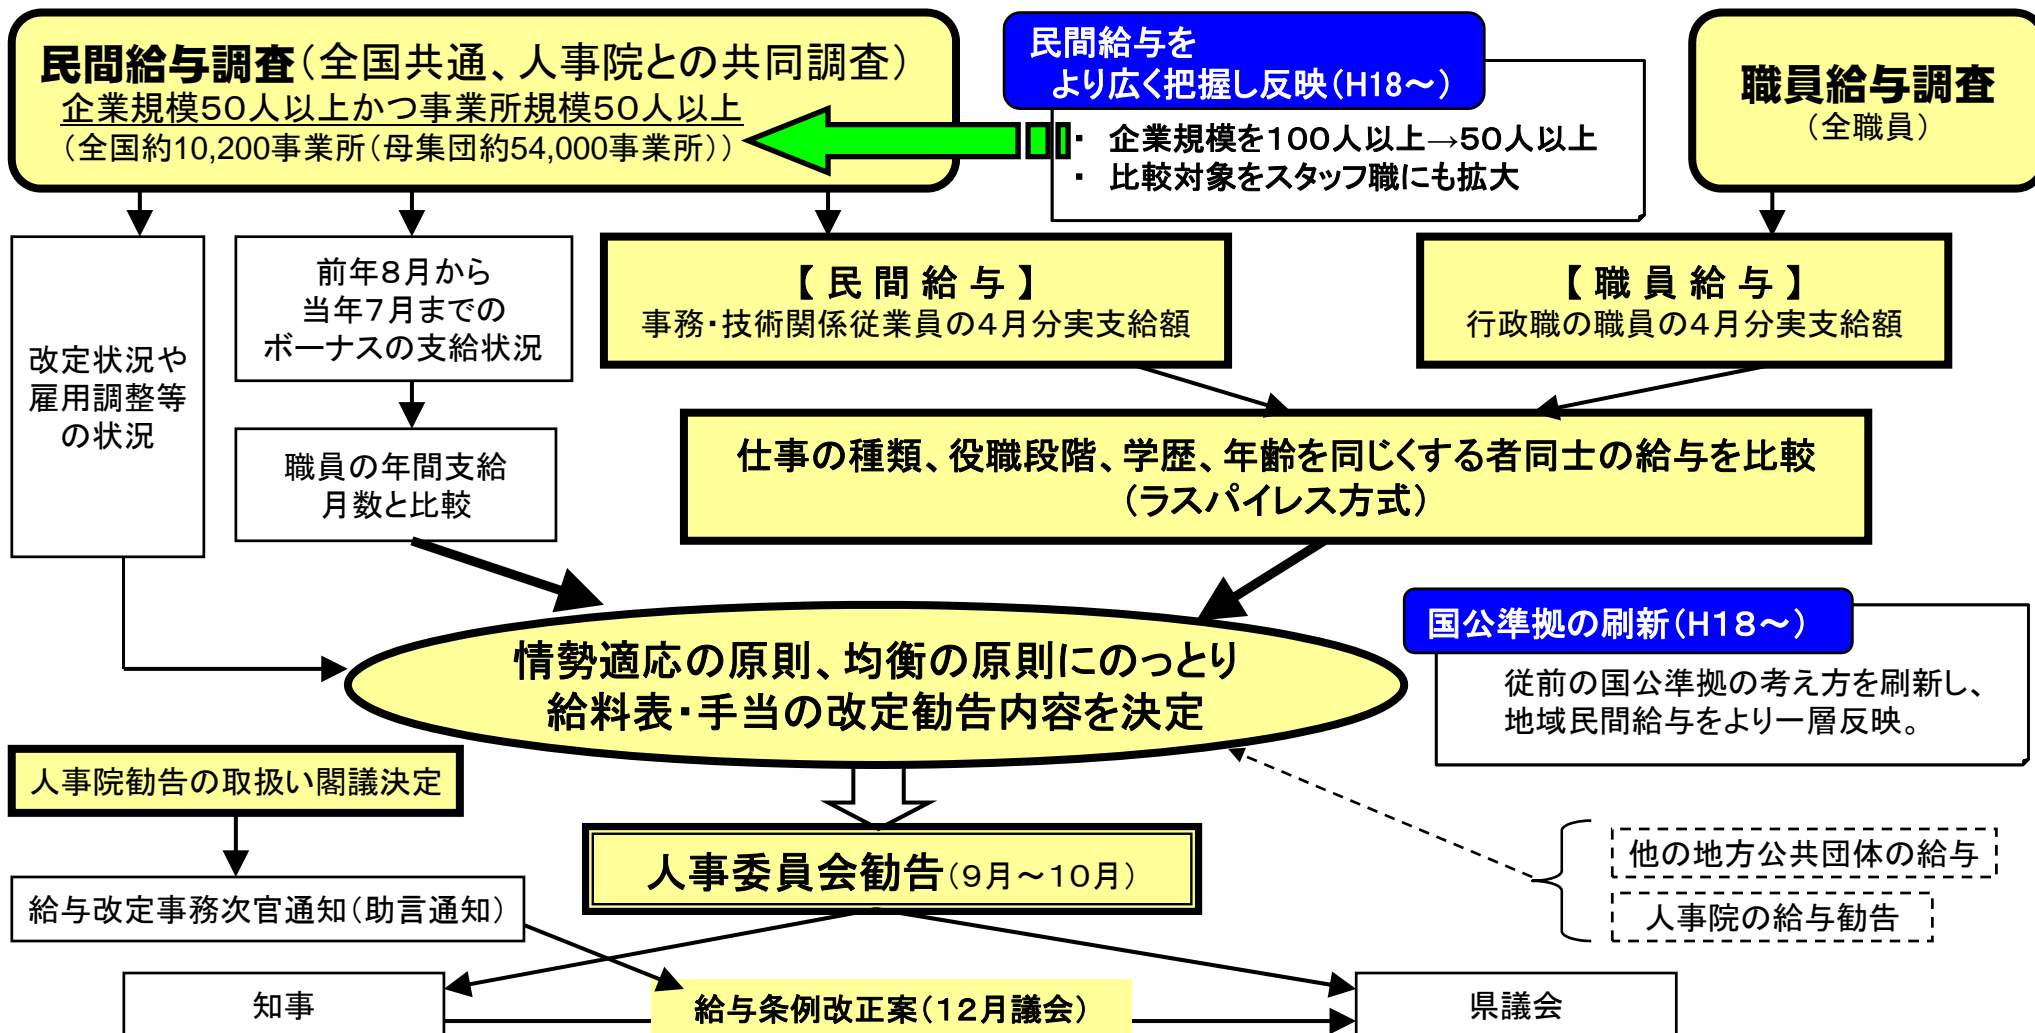 民間給与調査（全国共通、人事院との共同調査）
企業規模50人以上かつ事業所規模50人以上
（全国約10,200事業所（母集団約54,000事業所））
民間給与を
より広く把握し反映（H18～）
・ 企業規模を100人以上→50人以上
・ 比較対象をスタッフ職にも拡大
職員給与調査
（全職員）
改定状況や
雇用調整等
の状況
前年8月から
当年7月までの
ボーナスの支給状況
職員の年間支給
月数と比較
【 民 間 給 与 】
事務・技術関係従業員の4月分実支給額
【 職 員 給 与 】
行政職の職員の4月分実支給額
仕事の種類、役職段階、学歴、年齢を同じくする者同士の給与を比較
（ラスパイレス方式）
情勢適応の原則、均衡の原則にのっとり
給料表・手当の改定勧告内容を決定
国公準拠の刷新（H18～）
従前の国公準拠の考え方を刷新し、
地域民間給与をより一層反映。
人事院勧告の取扱い閣議決定
給与改定事務次官通知（助言通知）
人事委員会勧告（9月～10月）
他の地方公共団体の給与
人事院の給与勧告
知事
給与条例改正案（12月議会）
県議会